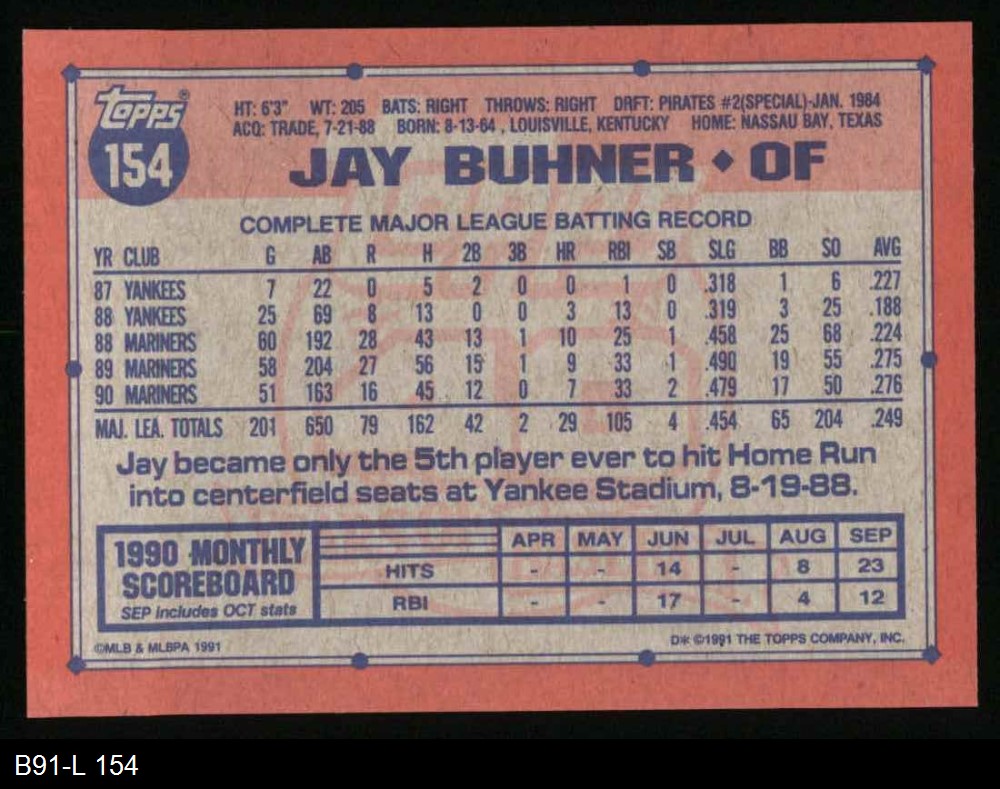 TOPPS®
154
HT: 6'3" WT: 205 BATS: RIGHT THROWS: RIGHT DRFT: PIRATES #2(SPECIAL)-JAN. 1984
ACQ: TRADE, 7-21-88 BORN: 8-13-64 , LOUISVILLE, KENTUCKY HOME: NASSAU BAY, TEXAS
JAY BUHNER ◆ OF
COMPLETE MAJOR LEAGUE BATTING RECORD
YR CLUB G AB R H 2B 3B HR RBI SB SLG BB SO AVG
87 YANKEES 7 22 0 5 2 0 0 1 0 .318 1 6 .227
88 YANKEES 25 69 8 13 0 0 3 13 0 .319 3 25 .188
88 MARINERS 60 192 28 43 13 1 10 25 1 .458 25 68 .224
89 MARINERS 58 204 27 56 15 1 9 33 1 .490 19 55 .275
90 MARINERS 51 163 16 45 12 0 7 33 2 .479 17 50 .276
MAJ. LEA. TOTALS 201 650 79 162 42 2 29 105 4 .454 65 204 .249
Jay became only the 5th player ever to hit Home Run
into centerfield seats at Yankee Stadium, 8-19-88.
1990 MONTHLY
SCOREBOARD
SEP includes OCT stats
APR MAY JUN JUL AUG SEP
HITS - - 14 - 8 23
RBI - - 17 - 4 12
©MLB & MLBPA 1991
D* ©1991 THE TOPPS COMPANY, INC.
B91-L 154